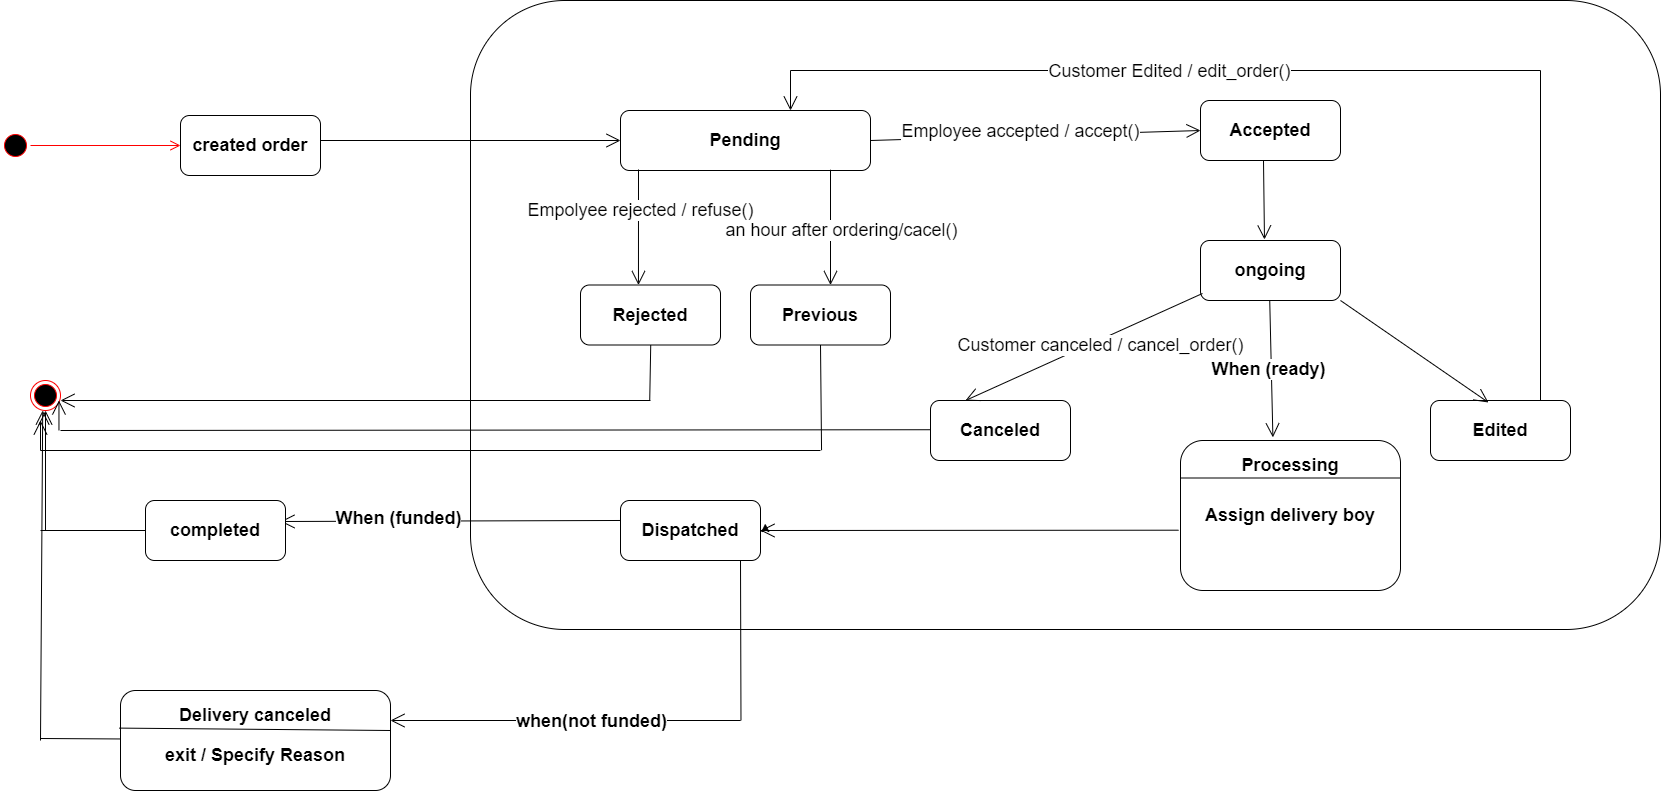 Customer Edited / edit_order()
created order
Pending
Employee accepted / accept()
Accepted
Empolyee rejected / refuse()
an hour after ordering/cacel()
ongoing
Rejected
Previous
Customer canceled / cancel_order()
When (ready)
Canceled
Edited
Processing
Assign delivery boy
completed
When (funded)
Dispatched
Delivery canceled
exit / Specify Reason
when(not funded)